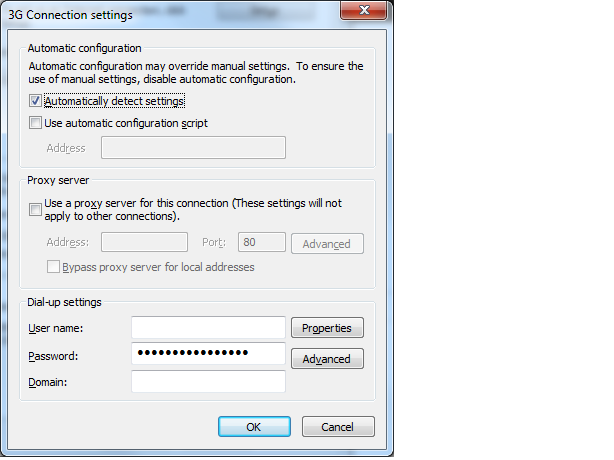 3G Connection settings
Automatic configuration
Automatic configuration may override manual settings. To ensure the
use of manual settings, disable automatic configuration.
Automatically detect settings
Use automatic configuration script
Address
Proxy server
Use a proxy server for this connection (These settings will not
apply to other connections).
Address: Port: 80 Advanced
Bypass proxy server for local addresses
Dial-up settings
User name: Properties
Password: •••••••••••••••• Advanced
Domain:
OK Cancel